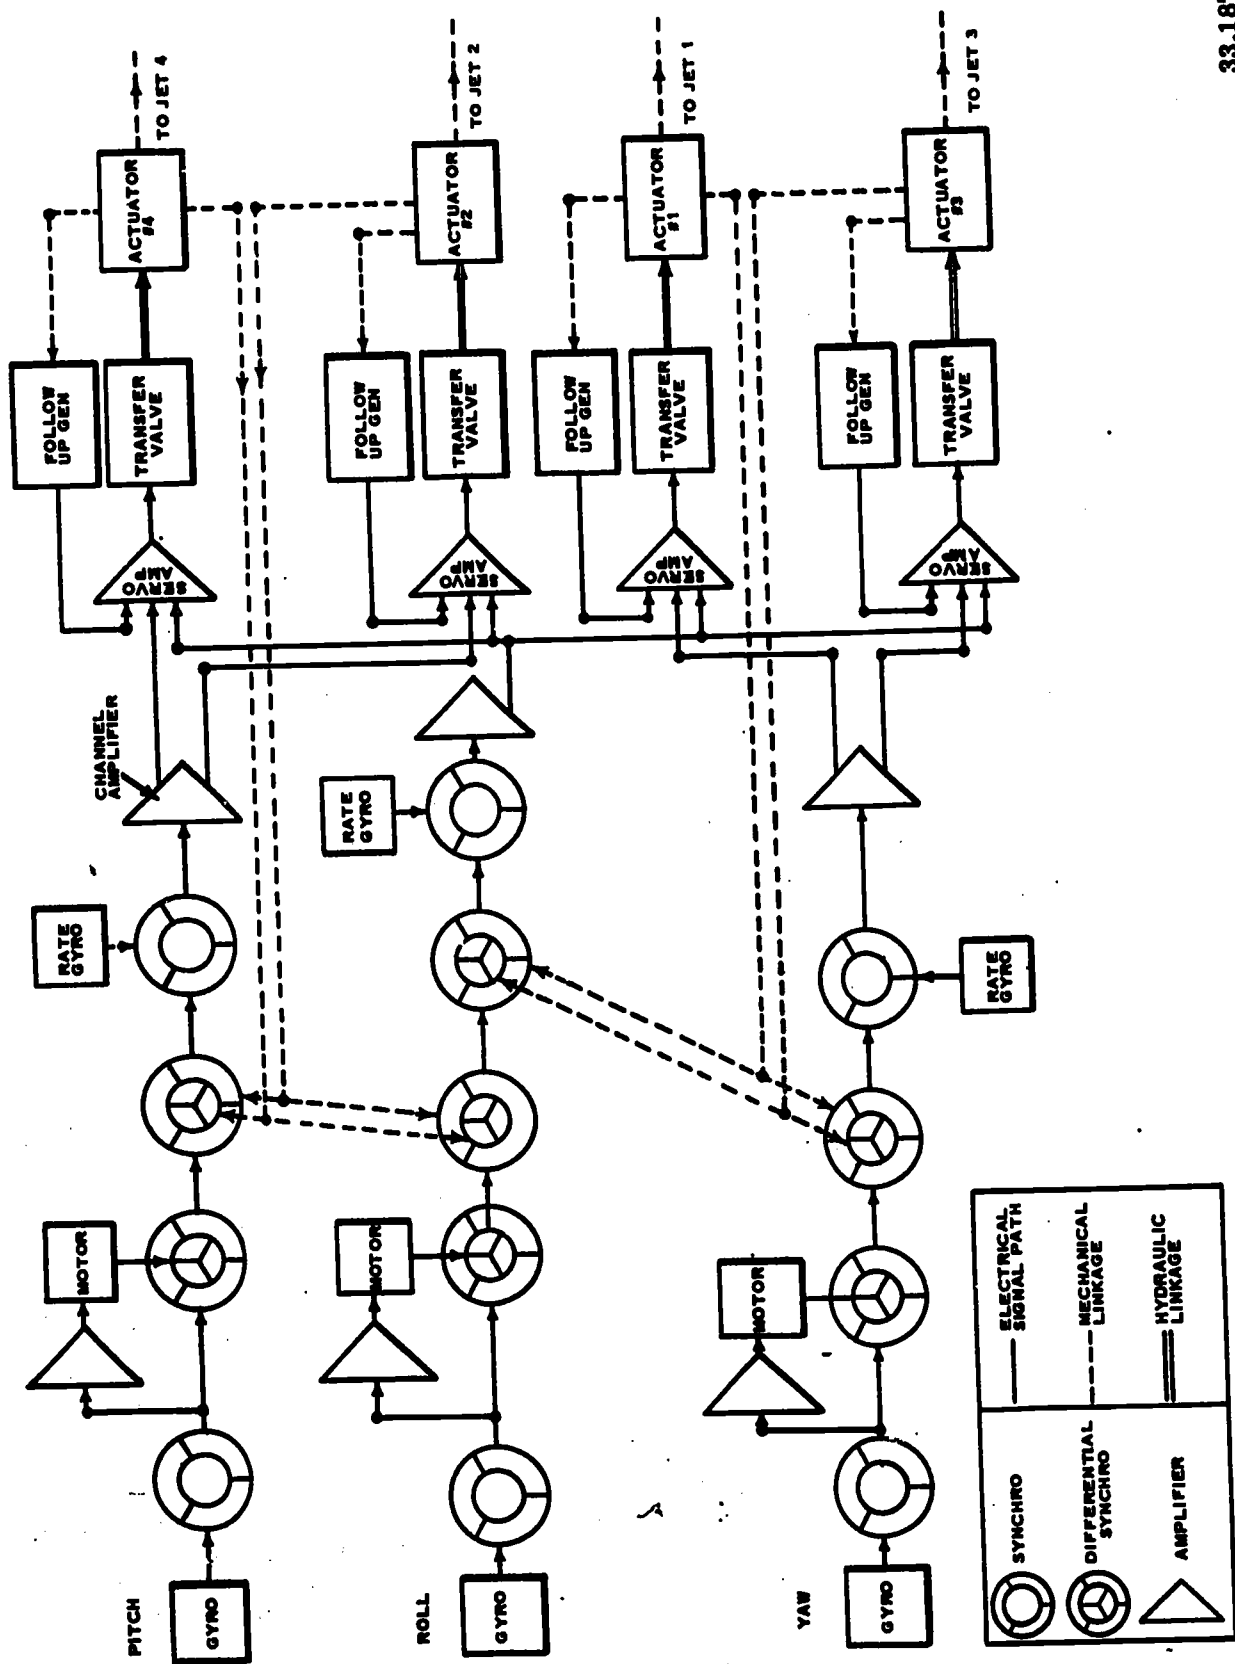 PITCH
GYRO
MOTOR
RATE
GYRO
CHANNEL
AMPLIFIER
SERVO
AMP
FOLLOW
UP GEN
TRANSFER
VALVE
ACTUATOR
#4
TO JET 4
ROLL
GYRO
MOTOR
RATE
GYRO
SERVO
AMP
FOLLOW
UP GEN
TRANSFER
VALVE
ACTUATOR
#2
TO JET 2
SERVO
AMP
FOLLOW
UP GEN
TRANSFER
VALVE
ACTUATOR
#1
TO JET 1
YAW
GYRO
MOTOR
RATE
GYRO
SERVO
AMP
FOLLOW
UP GEN
TRANSFER
VALVE
ACTUATOR
#3
TO JET 3
SYNCHRO
DIFFERENTIAL
SYNCHRO
AMPLIFIER
ELECTRICAL
SIGNAL PATH
MECHANICAL
LINKAGE
HYDRAULIC
LINKAGE